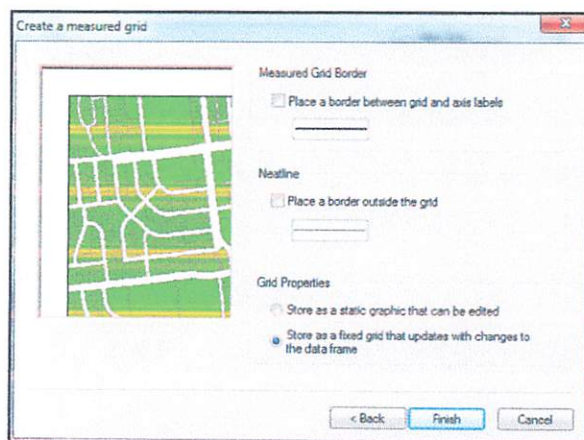 Create a measured grid
Measured Grid Border
Place a border between grid and axis labels
Neatline
Place a border outside the grid
Grid Properties
Store as a static graphic that can be edited
Store as a fixed grid that updates with changes to
the data frame
< Back
Finish
Cancel